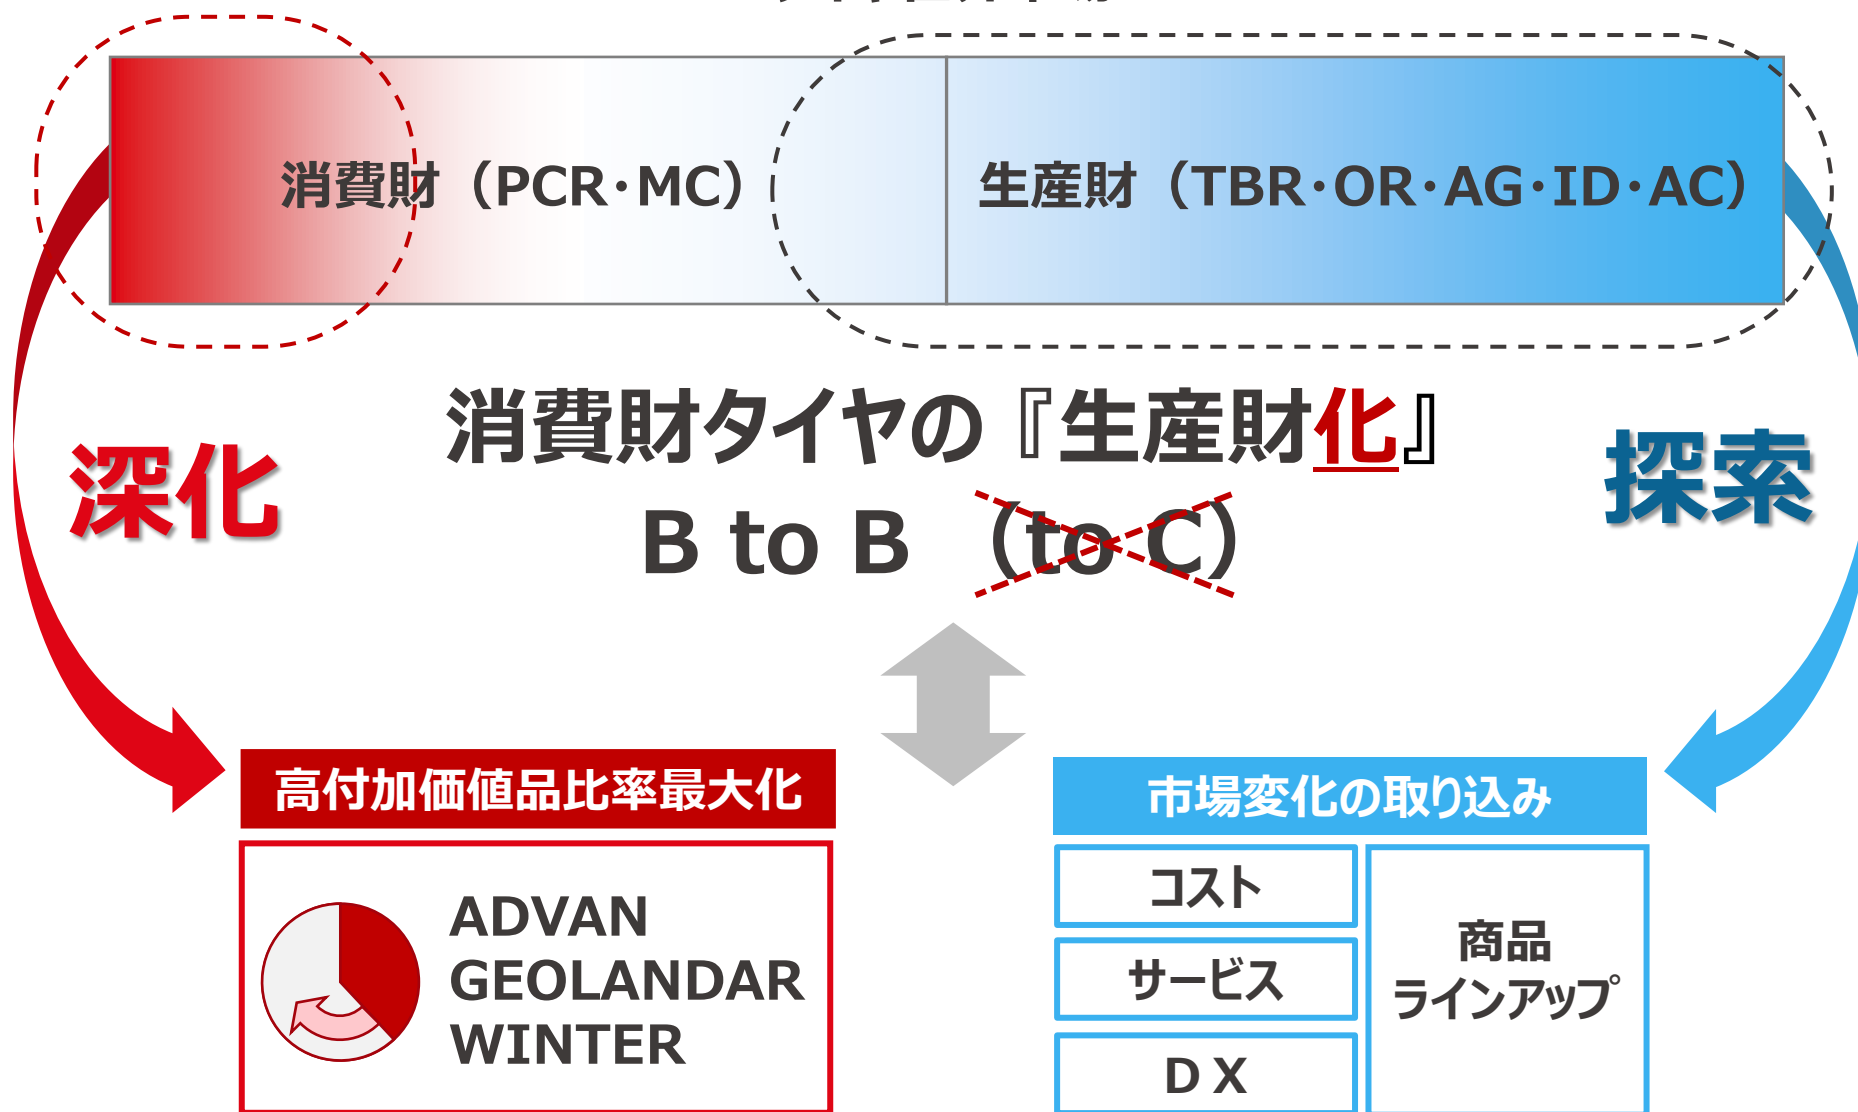 消費財（PCR･MC）
生産財（TBR･OR･AG･ID･AC）
消費財タイヤの『生産財化』
B to B （to C）
深化
探索
高付加価値品比率最大化
ADVAN
GEOLANDAR
WINTER
市場変化の取り込み
コスト
サービス
ＤＸ
商品
ラインアップ